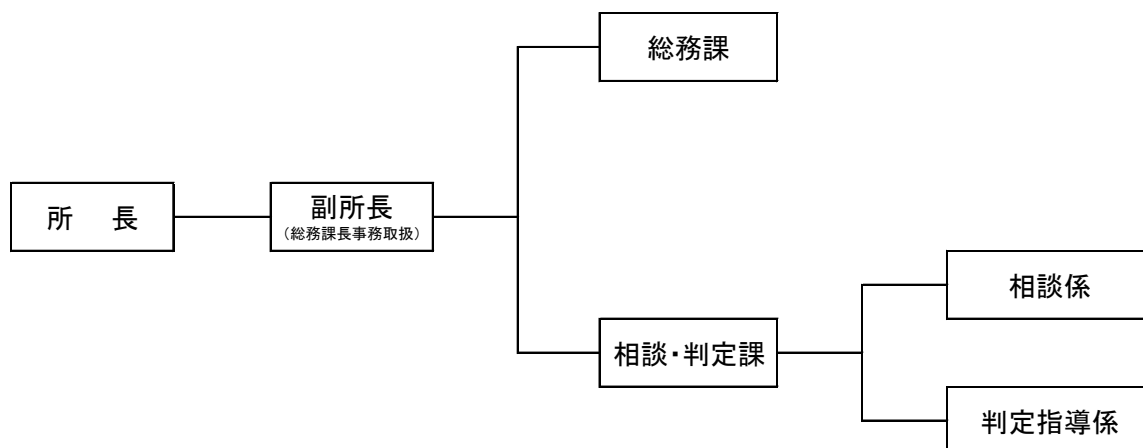 総務課
所　長
副所長
（総務課長事務取扱）
相談係
相談・判定課
判定指導係